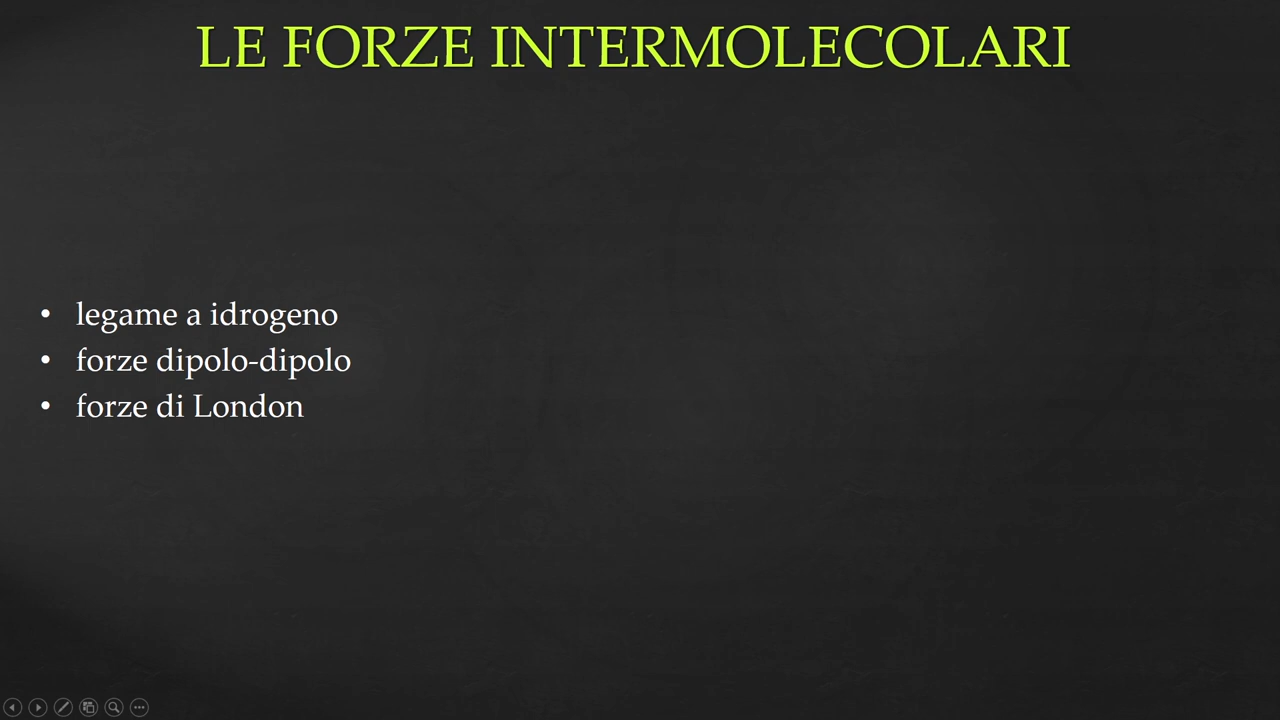 LE FORZE INTERMOLECOLARI
• legame a idrogeno
• forze dipolo-dipolo
• forze di London